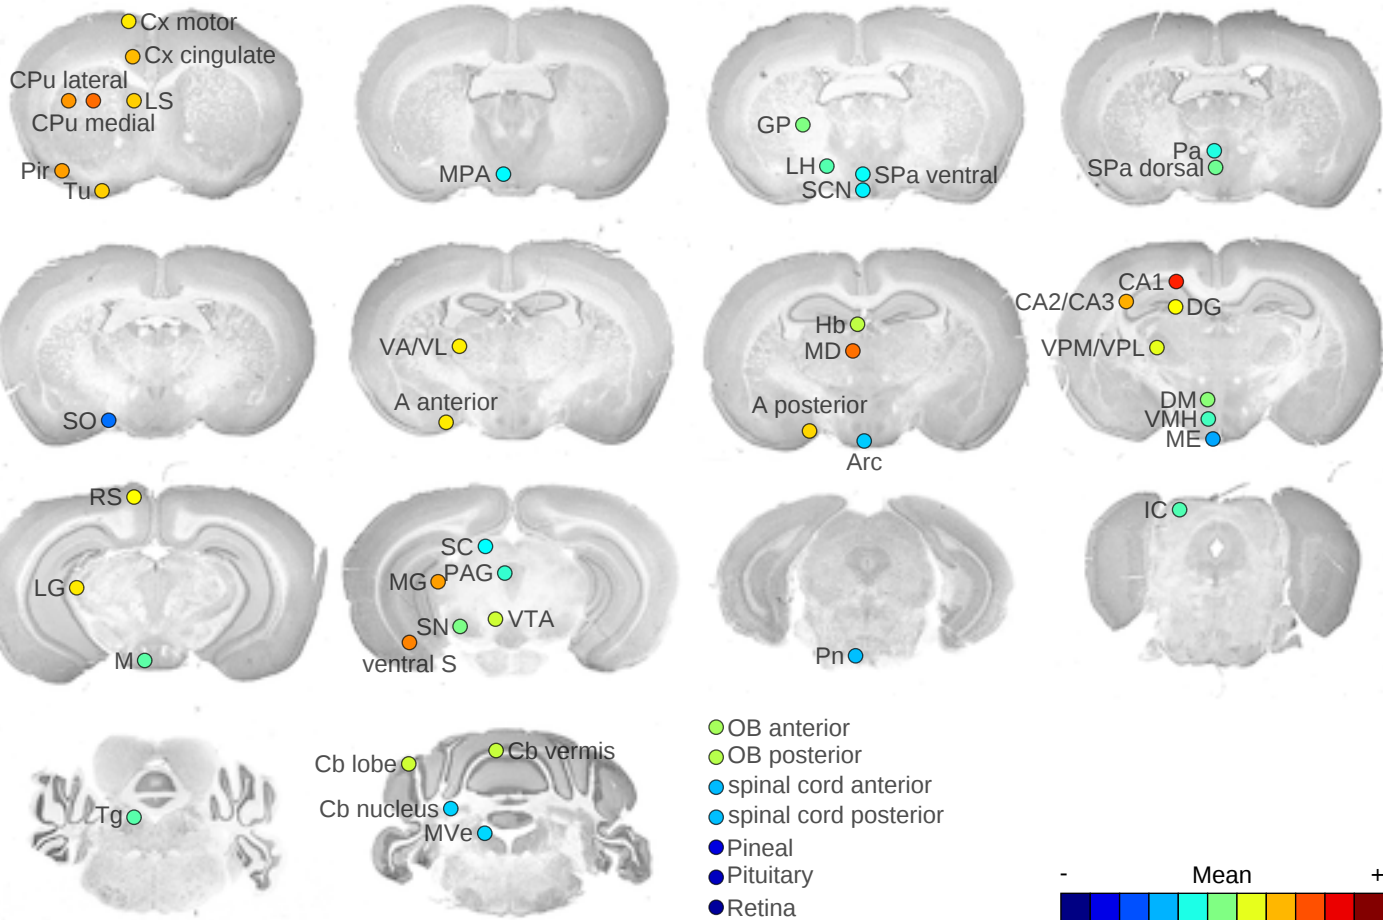 Cx motor
Cx cingulate
CPu lateral
LS
CPu medial
Pir
Tu
MPA
GP
LH
SPa ventral
SCN
Pa
SPa dorsal
SO
VA/VL
A anterior
Hb
MD
A posterior
Arc
CA1
CA2/CA3
DG
VPM/VPL
DM
VMH
ME
RS
LG
M
SC
MG
PAG
SN
VTA
ventral S
Pn
IC
Tg
Cb lobe
Cb vermis
Cb nucleus
MVe
OB anterior
OB posterior
spinal cord anterior
spinal cord posterior
Pineal
Pituitary
Retina
- Mean +